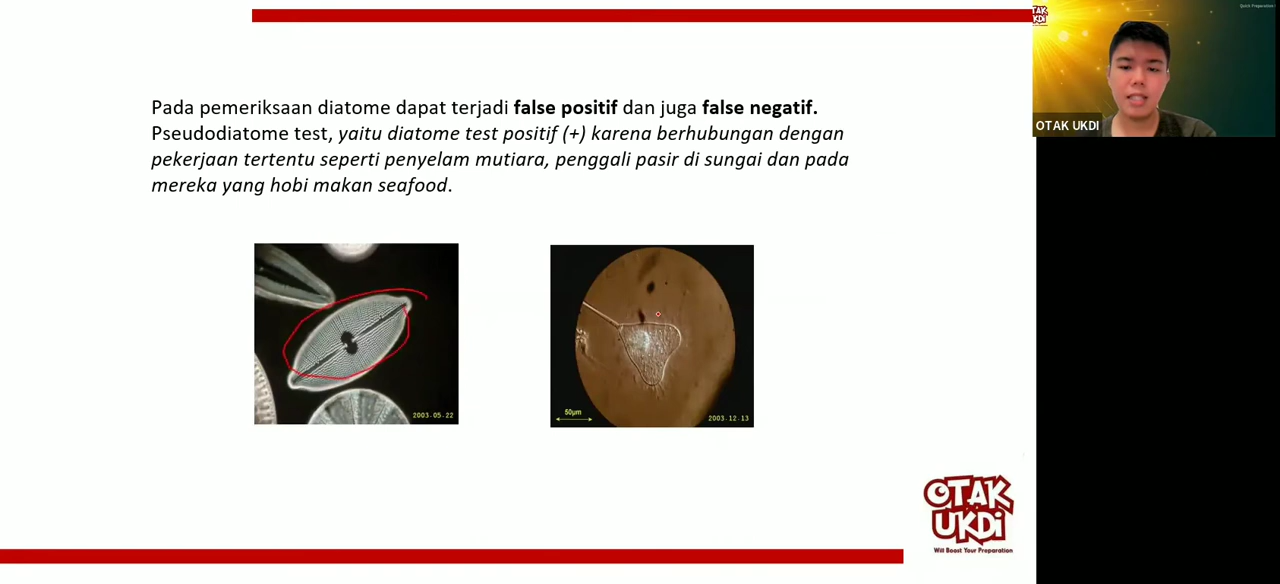 Pada pemeriksaan diatome dapat terjadi false positif dan juga false negatif.
Pseudodiatome test, yaitu diatome test positif (+) karena berhubungan dengan
pekerjaan tertentu seperti penyelam mutiara, penggali pasir di sungai dan pada
mereka yang hobi makan seafood.
2003.05.22
50µm
2003.12.13
OTAK
UKDi
Will Boost Your Preparation
OTAK
UKDI
OTAK UKDI